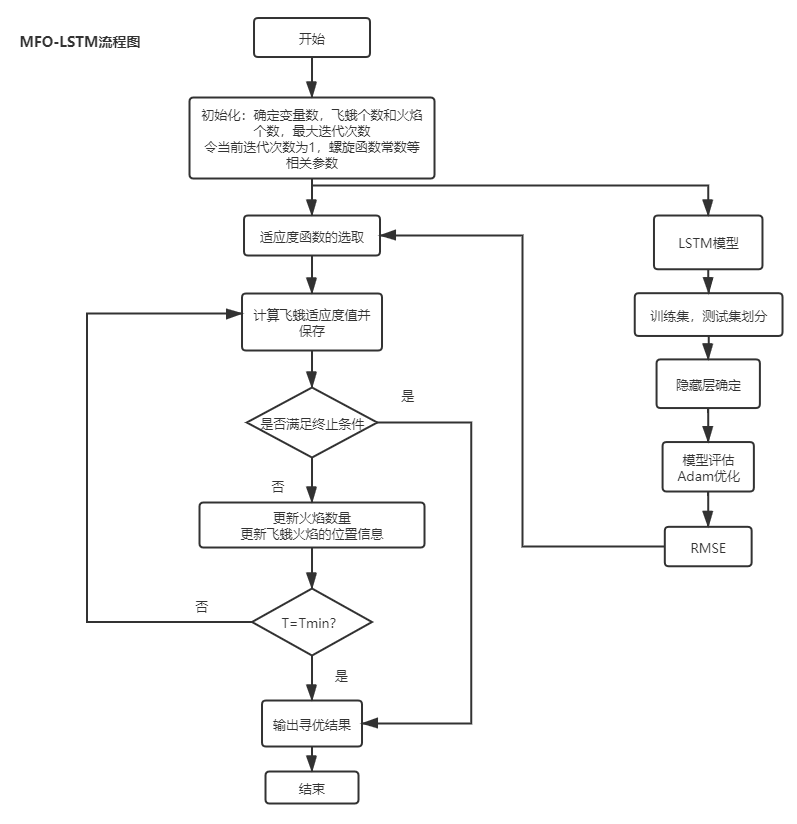 MFO-LSTM流程图
开始
初始化：确定变量数，飞蛾个数和火焰
个数，最大迭代次数
令当前迭代次数为1，螺旋函数常数等
相关参数
适应度函数的选取
LSTM模型
计算飞蛾适应度值并
保存
训练集，测试集划分
隐藏层确定
是
是否满足终止条件
模型评估
Adam优化
否
更新火焰数量
更新飞蛾火焰的位置信息
RMSE
否
T=Tmin?
是
输出寻优结果
结束